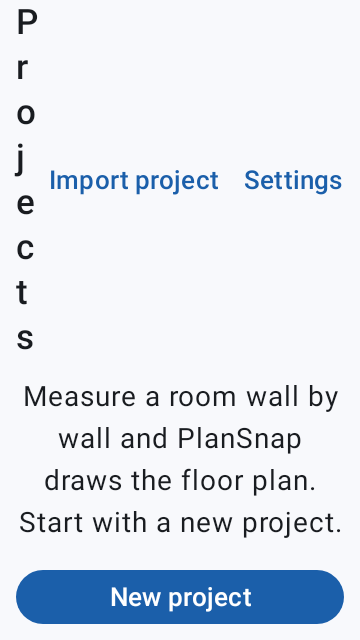 Projects
Import project
Settings
Measure a room wall by
wall and PlanSnap
draws the floor plan.
Start with a new project.
New project